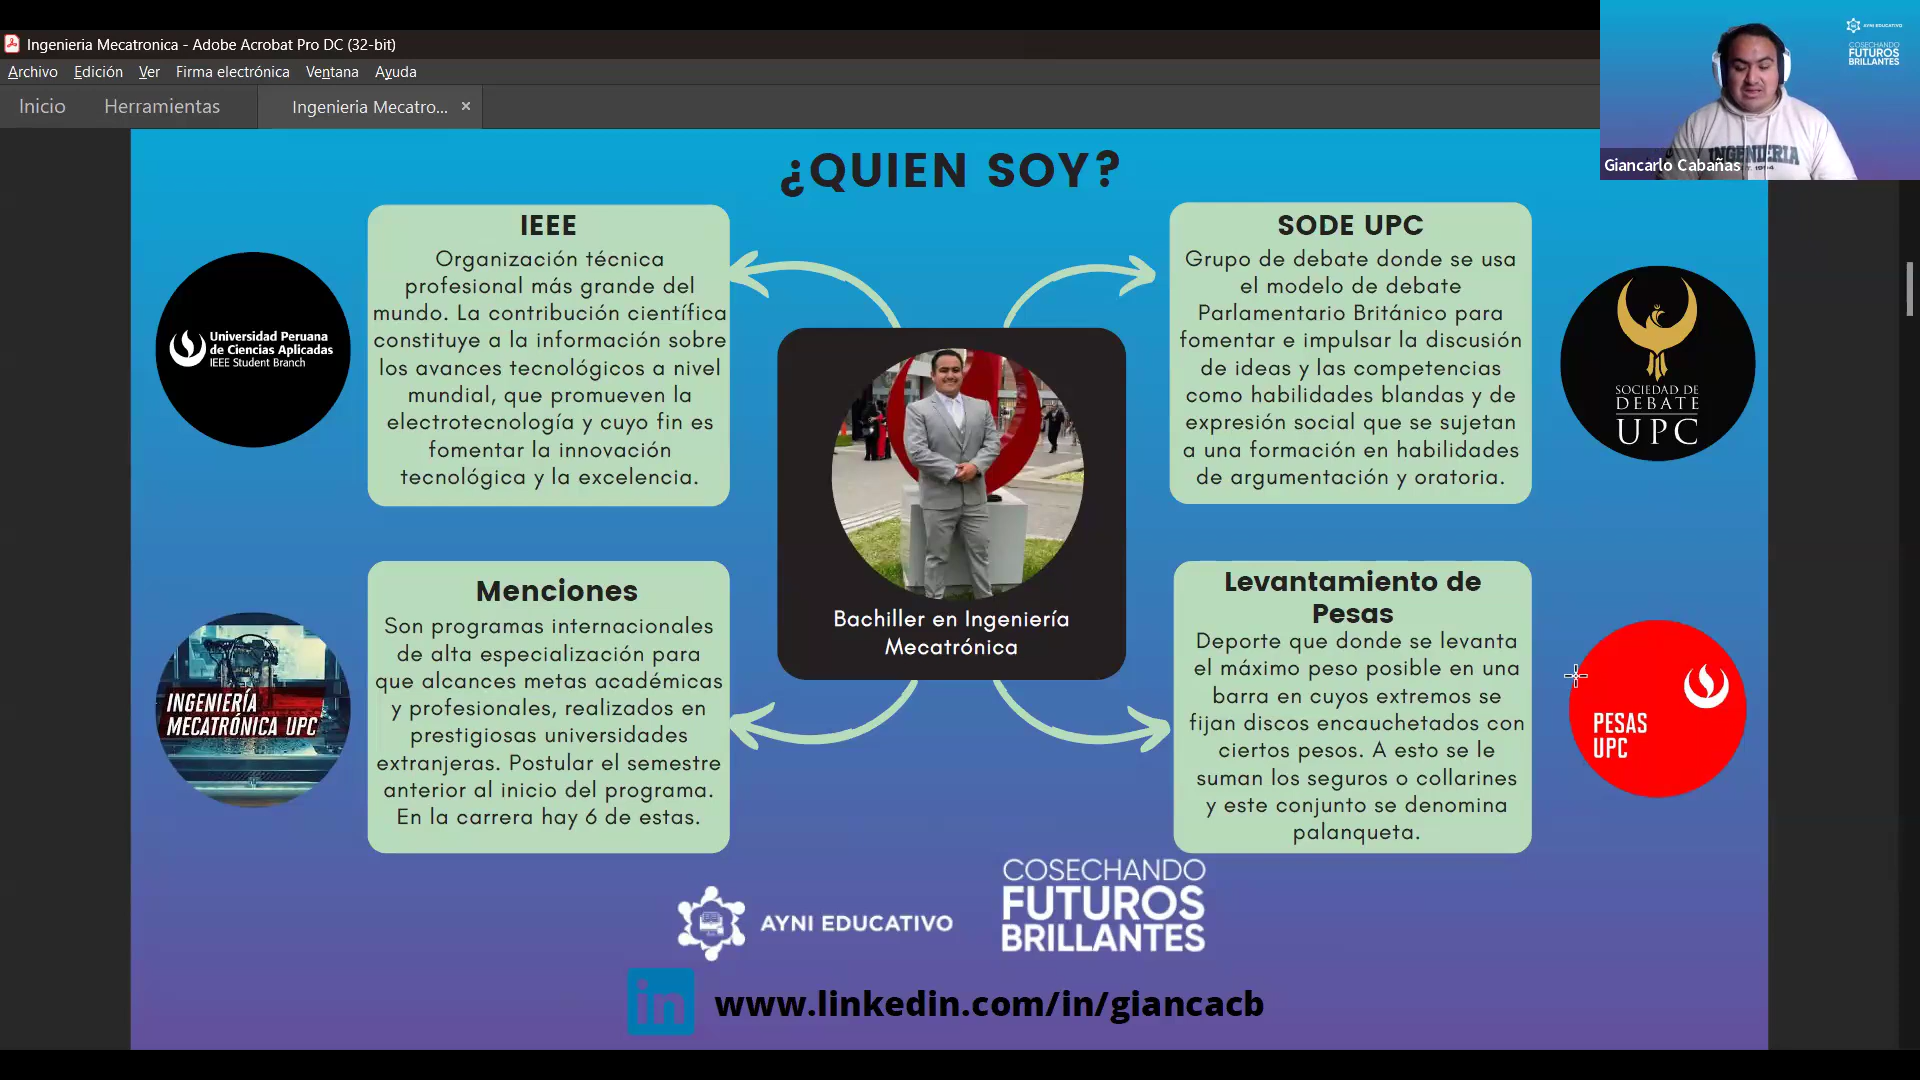 Ingenieria Mecatronica - Adobe Acrobat Pro DC (32-bit)
Archivo Edición Ver Firma electrónica Ventana Ayuda
Inicio Herramientas Ingenieria Mecatro... ×
AYNI EDUCATIVO
COSECHANDO
FUTUROS
BRILLANTES
INGENIERIA
Giancarlo Cabañas
¿QUIEN SOY?
IEEE
Organización técnica
profesional más grande del
mundo. La contribución científica
constituye a la información sobre
los avances tecnológicos a nivel
mundial, que promueven la
electrotecnología y cuyo fin es
fomentar la innovación
tecnológica y la excelencia.
Universidad Peruana
de Ciencias Aplicadas
IEEE Student Branch
SODE UPC
Grupo de debate donde se usa
el modelo de debate
Parlamentario Británico para
fomentar e impulsar la discusión
de ideas y las competencias
como habilidades blandas y de
expresión social que se sujetan
a una formación en habilidades
de argumentación y oratoria.
SOCIEDAD DE
DEBATE
UPC
Bachiller en Ingeniería
Mecatrónica
Menciones
Son programas internacionales
de alta especialización para
que alcances metas académicas
y profesionales, realizados en
prestigiosas universidades
extranjeras. Postular el semestre
anterior al inicio del programa.
En la carrera hay 6 de estas.
INGENIERÍA
MECATRÓNICA UPC
Levantamiento de
Pesas
Deporte que donde se levanta
el máximo peso posible en una
barra en cuyos extremos se
fijan discos encauchetados con
ciertos pesos. A esto se le
suman los seguros o collarines
y este conjunto se denomina
palanqueta.
PESAS
UPC
AYNI EDUCATIVO
COSECHANDO
FUTUROS
BRILLANTES
in
www.linkedin.com/in/giancacb